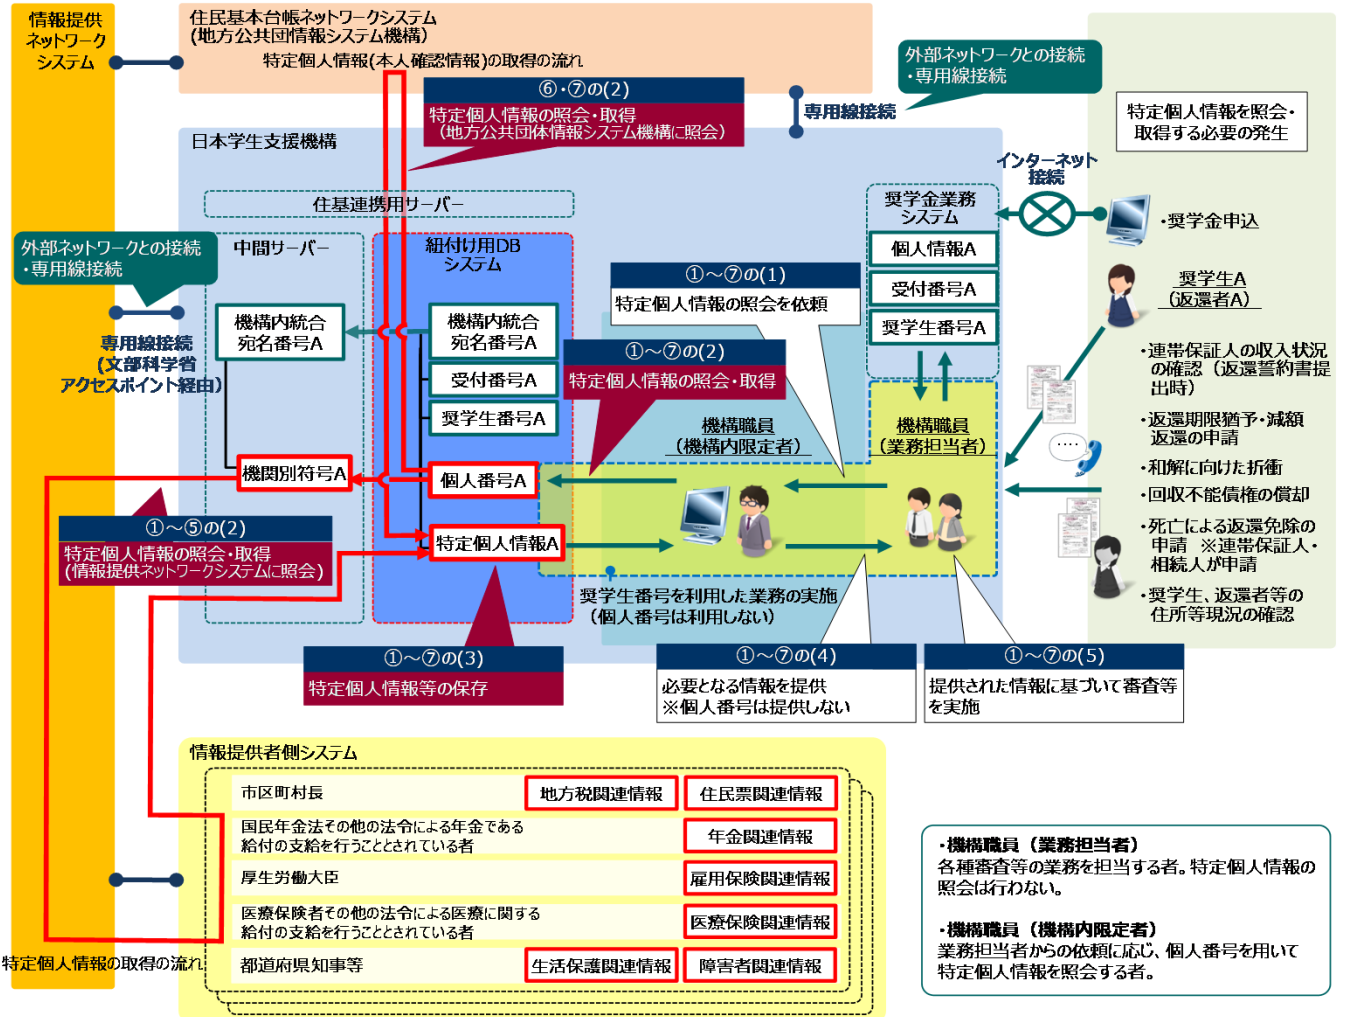 情報提供
ネットワーク
システム
住民基本台帳ネットワークシステム
(地方公共団情報システム機構)
特定個人情報(本人確認情報)の取得の流れ
外部ネットワークとの接続
・専用線接続
専用線接続
⑥・⑦の(2)
特定個人情報の照会・取得
(地方公共団体情報システム機構に照会)
特定個人情報を照会・
取得する必要の発生
日本学生支援機構
インターネット
接続
住基連携用サーバー
奨学金業務
システム
個人情報A
受付番号A
奨学生番号A
・奨学金申込
外部ネットワークとの接続
・専用線接続
中間サーバー
紐付け用DB
システム
①～⑦の(1)
特定個人情報の照会を依頼
奨学生A
(返還者A)
機構内統合
宛名番号A
機構内統合
宛名番号A
受付番号A
奨学生番号A
専用線接続
(文部科学省
アクセスポイント経由)
①～⑦の(2)
特定個人情報の照会・取得
・連帯保証人の収入状況
の確認（返還誓約書提
出時）
・返還期限猶予・減額
返還の申請
・和解に向けた折衝
・回収不能債権の償却
・死亡による返還免除の
申請 ※連帯保証人・
相続人が申請
・奨学生、返還者等の
住所等現況の確認
機構職員
（機構内限定者）
機構職員
（業務担当者）
機関別符号A
個人番号A
特定個人情報A
①～⑤の(2)
特定個人情報の照会・取得
(情報提供ネットワークシステムに照会)
奨学生番号を利用した業務の実施
（個人番号は利用しない）
①～⑦の(3)
特定個人情報等の保存
①～⑦の(4)
必要となる情報を提供
※個人番号は提供しない
①～⑦の(5)
提供された情報に基づいて審査等
を実施
情報提供者側システム
市区町村長
地方税関連情報
住民票関連情報
国民年金法その他の法令による年金である
給付の支給を行うこととされている者
年金関連情報
厚生労働大臣
雇用保険関連情報
医療保険者その他の法令による医療に関する
給付の支給を行うこととされている者
医療保険関連情報
都道府県知事等
生活保護関連情報
障害者関連情報
特定個人情報の取得の流れ
・機構職員（業務担当者）
各種審査等の業務を担当する者。特定個人情報の
照会は行わない。
・機構職員（機構内限定者）
業務担当者からの依頼に応じ、個人番号を用いて
特定個人情報を照会する者。